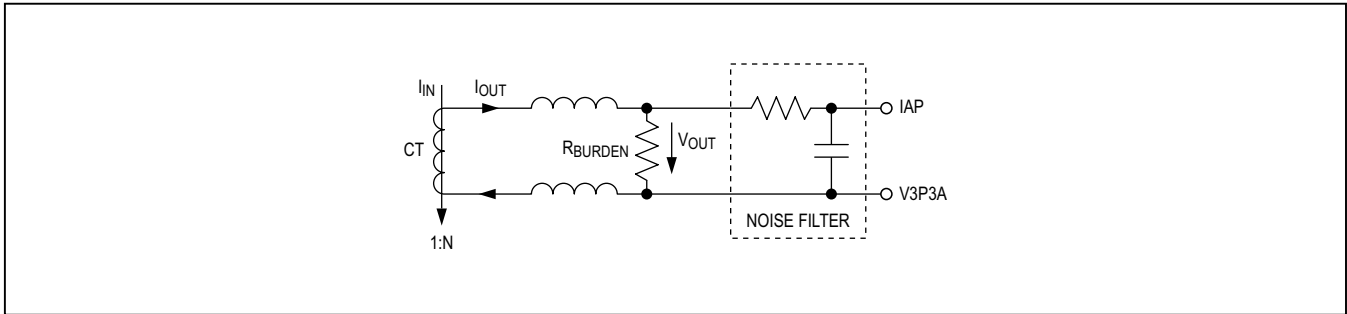 IIN
IOUT
IAP
CT
RBURDEN
VOUT
V3P3A
NOISE FILTER
1:N